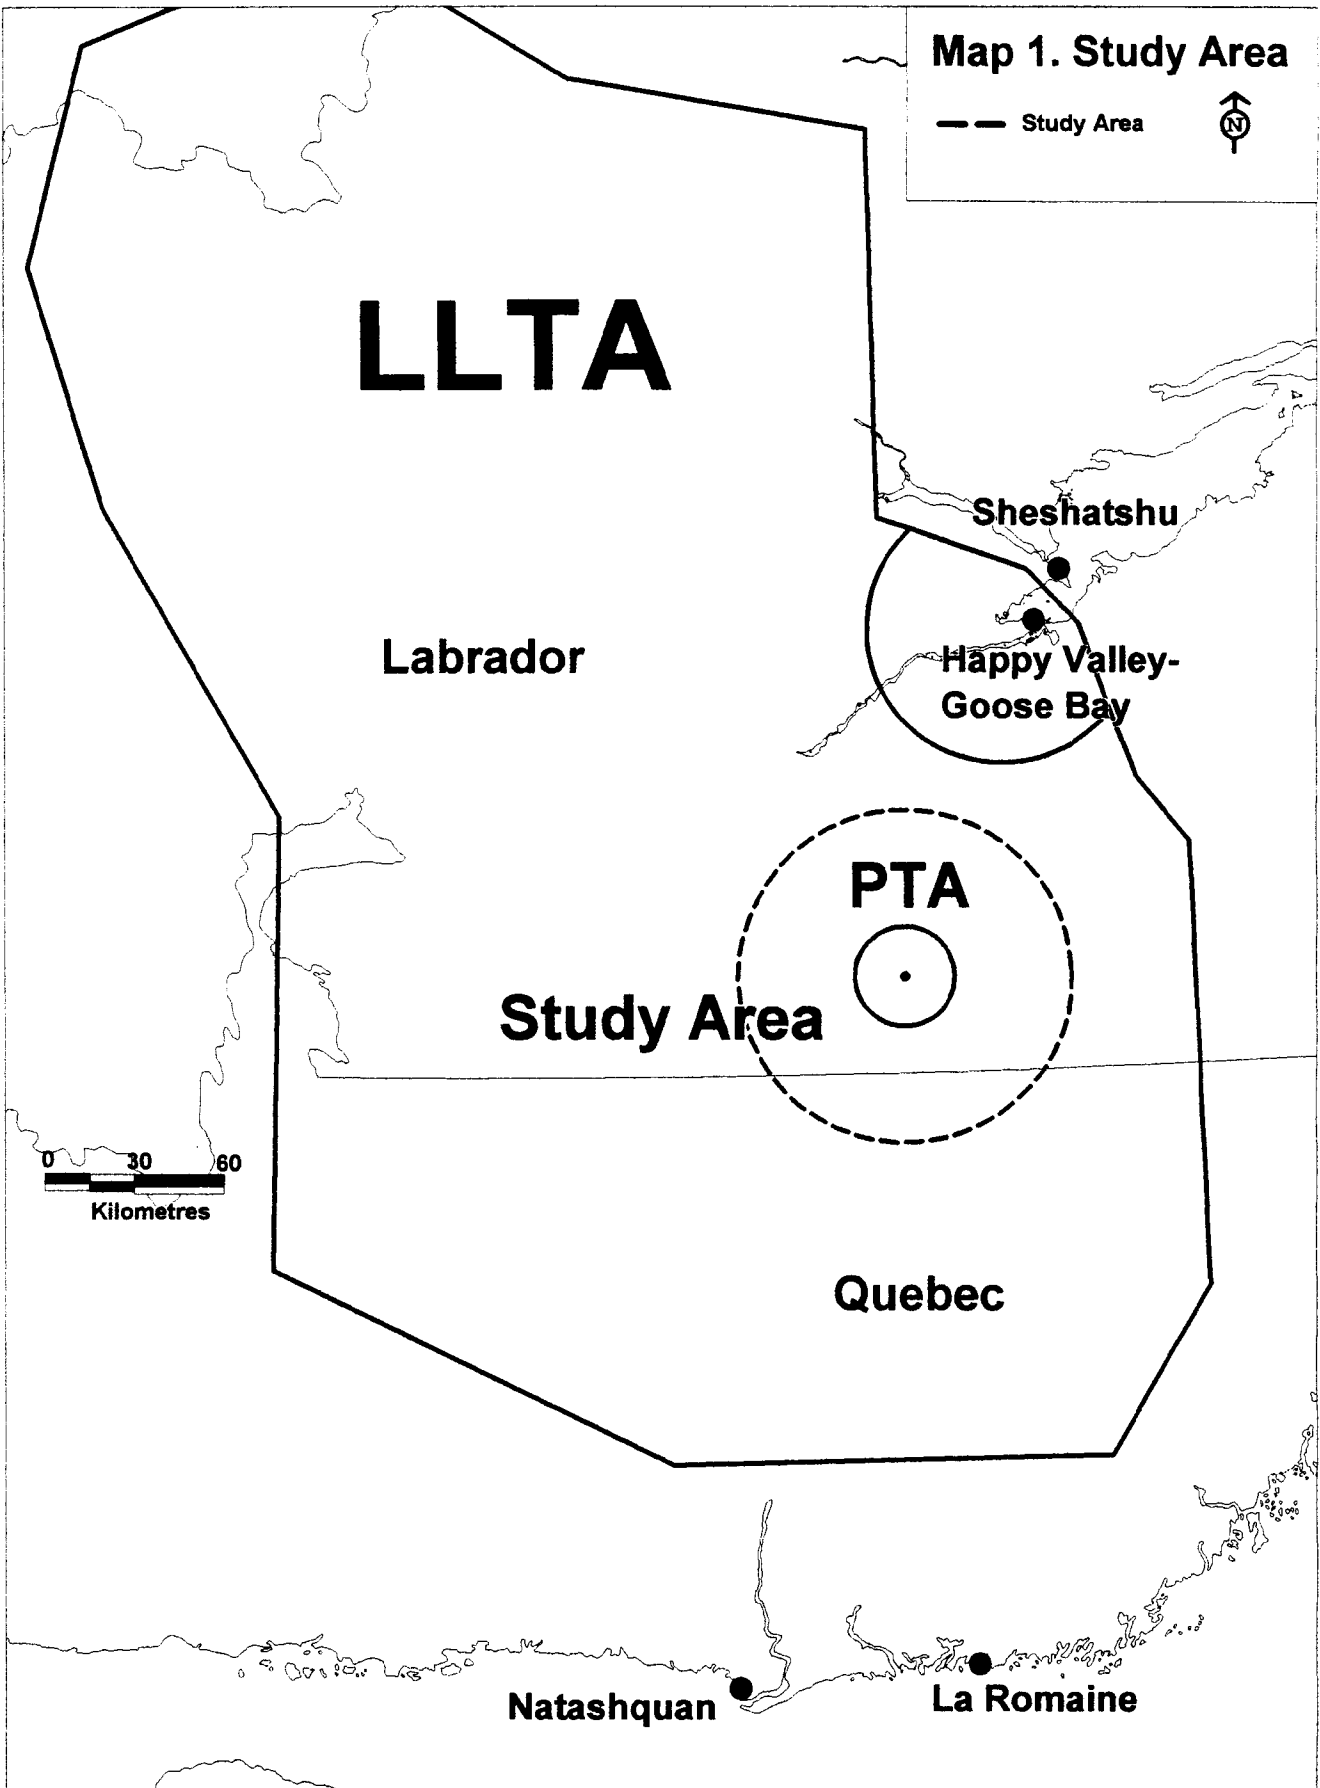 Map 1. Study Area
Study Area
N
LLTA
Sheshatshu
Labrador
Happy Valley-
Goose Bay
PTA
Study Area
0 30 60
Kilometres
Quebec
Natashquan
La Romaine